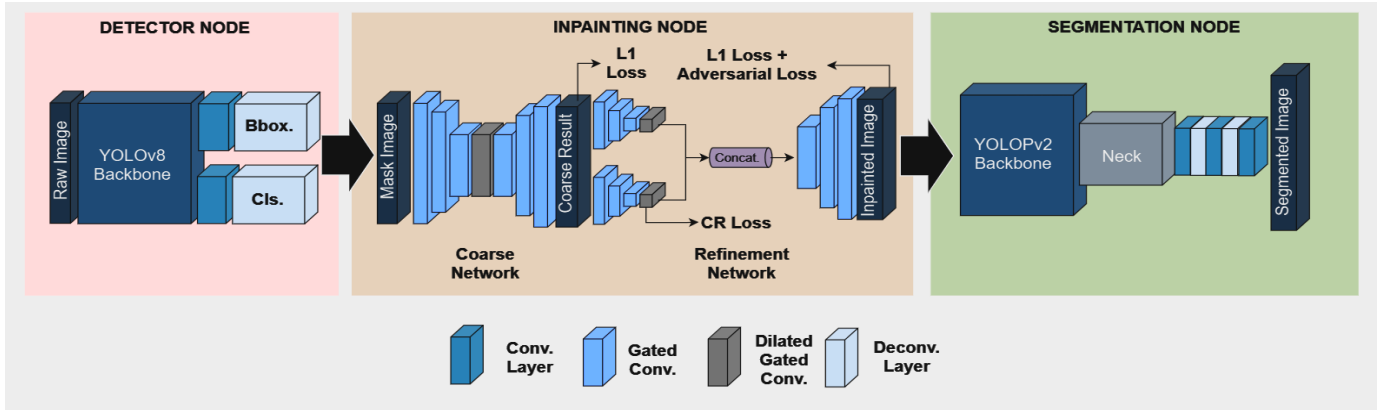 DETECTOR NODE
Raw Image
YOLOv8
Backbone
Bbox.
Cls.
INPAINTING NODE
Mask Image
Coarse
Network
Coarse Result
L1
Loss
L1 Loss +
Adversarial Loss
Concat.
CR Loss
Refinement
Network
Inpainted Image
SEGMENTATION NODE
YOLOPv2
Backbone
Neck
Segmented Image
Conv.
Layer
Gated
Conv.
Dilated
Gated
Conv.
Deconv.
Layer